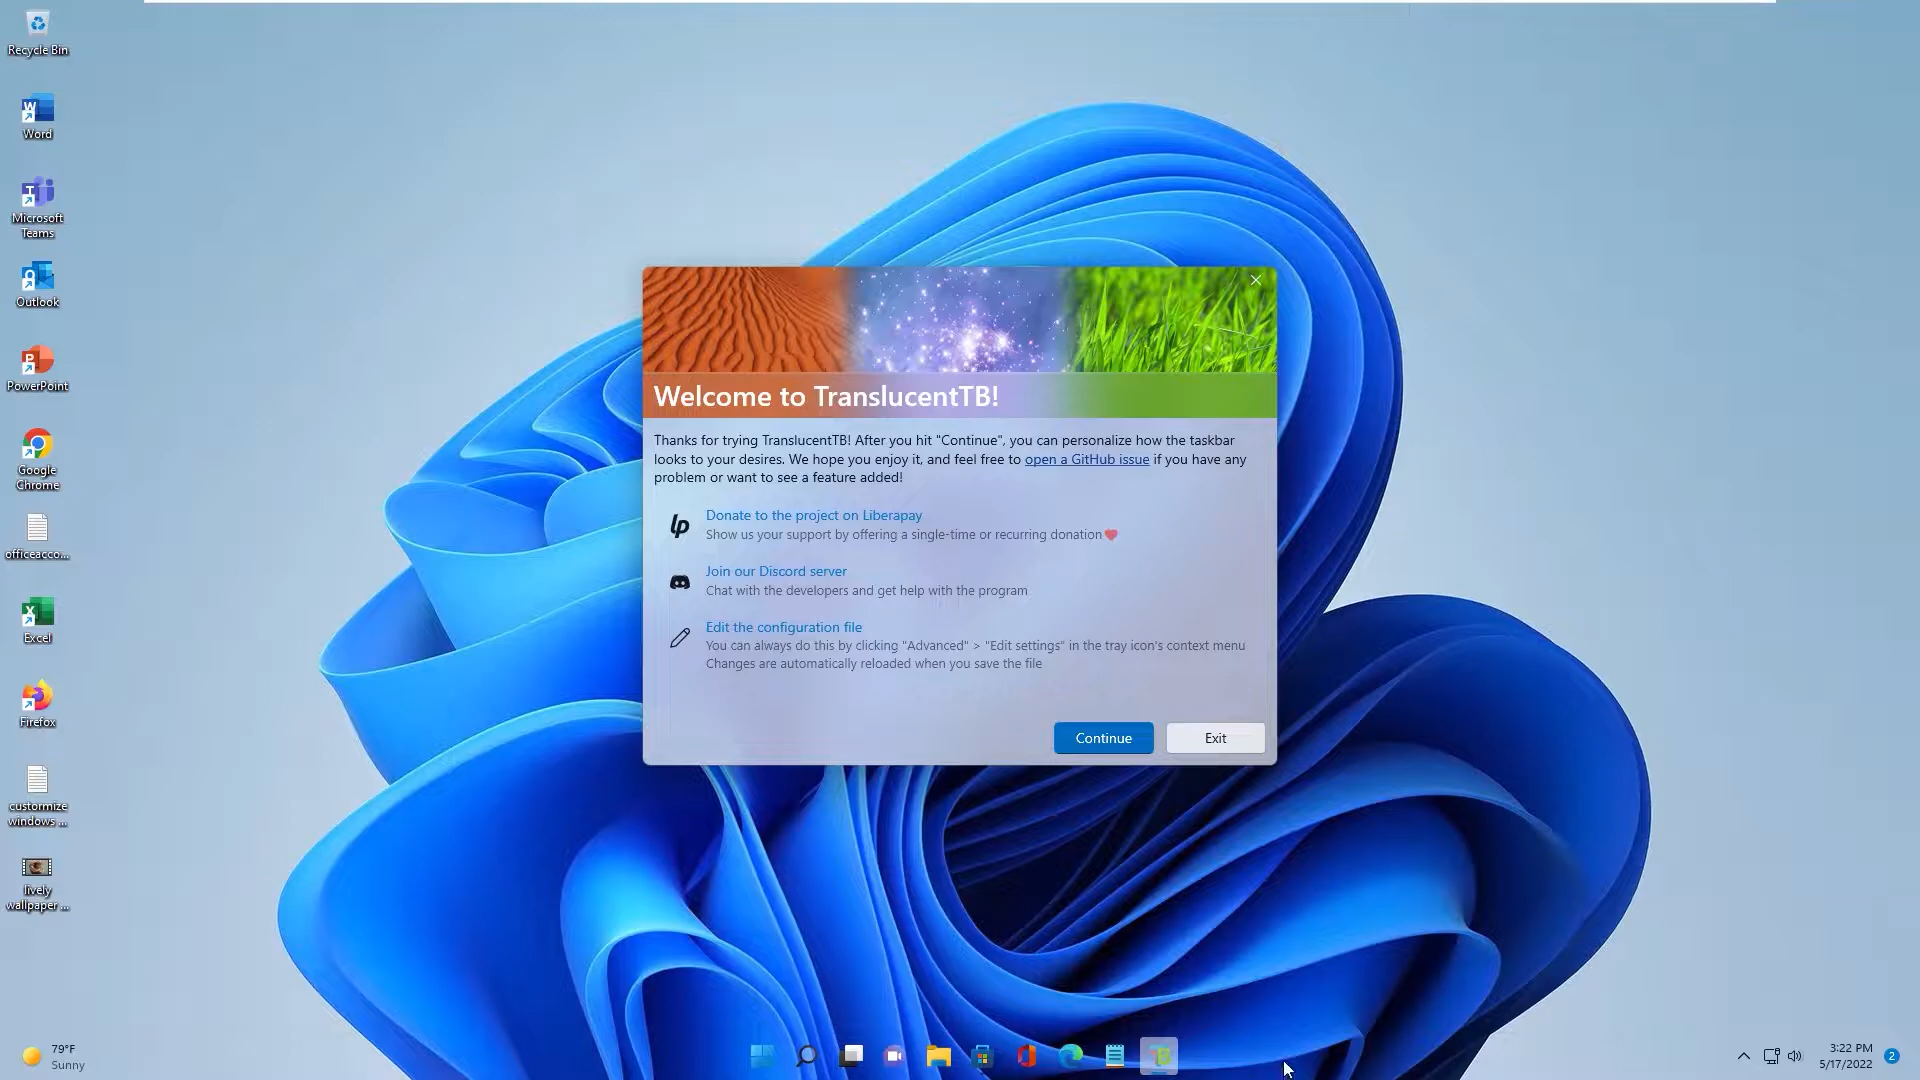 Recycle Bin
Word
Microsoft
Teams
Outlook
PowerPoint
Google
Chrome
officeacco...
Excel
Firefox
customize
windows ...
lively
wallpaper ...
Welcome to TranslucentTB!
Thanks for trying TranslucentTB! After you hit "Continue", you can personalize how the taskbar
looks to your desires. We hope you enjoy it, and feel free to open a GitHub issue if you have any
problem or want to see a feature added!
Donate to the project on Liberapay
Show us your support by offering a single-time or recurring donation❤
Join our Discord server
Chat with the developers and get help with the program
Edit the configuration file
You can always do this by clicking "Advanced" > "Edit settings" in the tray icon's context menu
Changes are automatically reloaded when you save the file
Continue Exit
79°F
Sunny
3:22 PM
5/17/2022
2